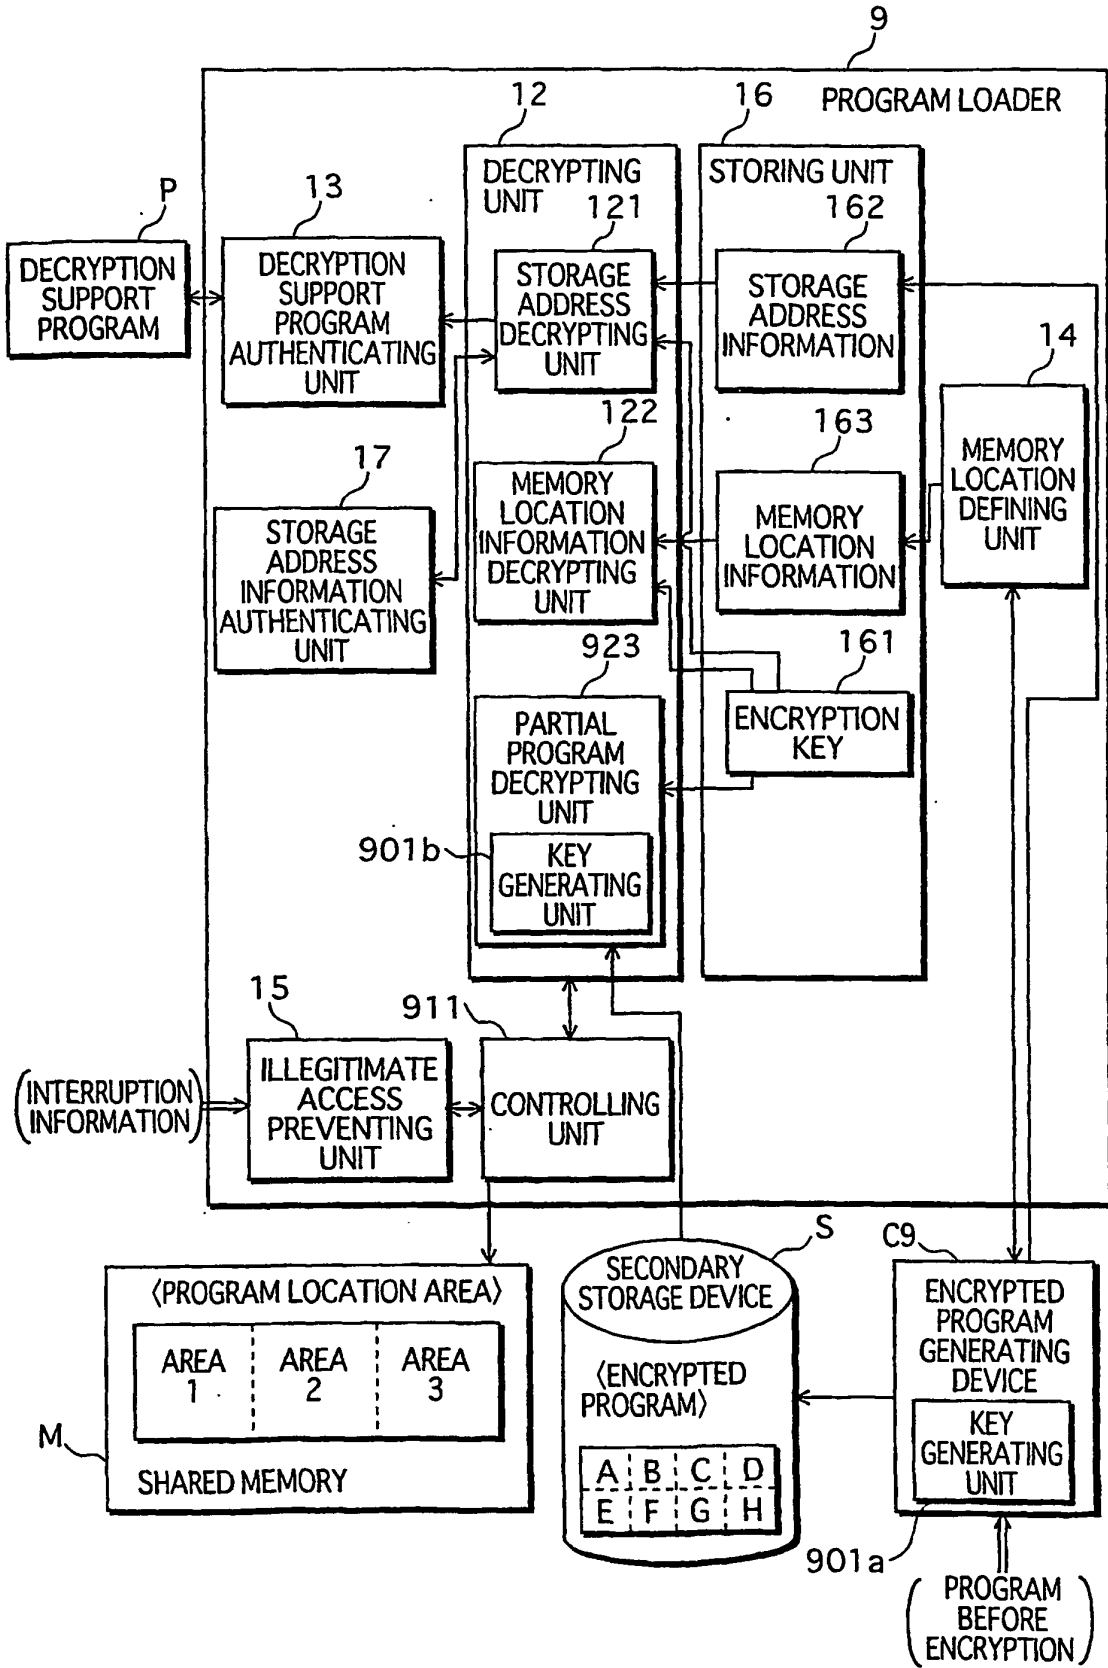 9
PROGRAM LOADER
12
16
DECRYPTING
UNIT
STORING UNIT
P
13
121
162
DECRYPTION
SUPPORT
PROGRAM
DECRYPTION
SUPPORT
PROGRAM
AUTHENTICATING
UNIT
STORAGE
ADDRESS
DECRYPTING
UNIT
STORAGE
ADDRESS
INFORMATION
14
17
122
163
MEMORY
LOCATION
DEFINING
UNIT
STORAGE
ADDRESS
INFORMATION
AUTHENTICATING
UNIT
MEMORY
LOCATION
INFORMATION
DECRYPTING
UNIT
MEMORY
LOCATION
INFORMATION
923
161
PARTIAL
PROGRAM
DECRYPTING
UNIT
ENCRYPTION
KEY
901b
KEY
GENERATING
UNIT
15
911
(INTERRUPTION
INFORMATION)
ILLEGITIMATE
ACCESS
PREVENTING
UNIT
CONTROLLING
UNIT
S
C9
〈PROGRAM LOCATION AREA〉
AREA
1
AREA
2
AREA
3
M
SHARED MEMORY
SECONDARY
STORAGE DEVICE
〈ENCRYPTED
PROGRAM〉
A B C D
E F G H
ENCRYPTED
PROGRAM
GENERATING
DEVICE
KEY
GENERATING
UNIT
901a
(PROGRAM
BEFORE
ENCRYPTION)